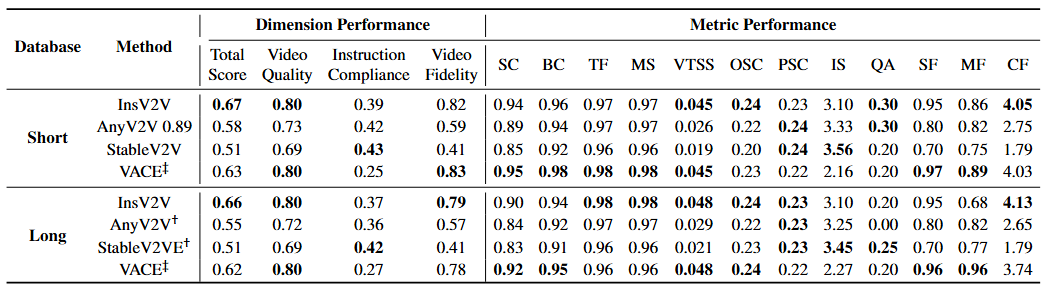 Database Method Dimension Performance Metric Performance
Total Score Video Quality Instruction Compliance Video Fidelity SC BC TF MS VTSS OSC PSC IS QA SF MF CF
Short
InsV2V 0.67 0.80 0.39 0.82 0.94 0.96 0.97 0.97 0.045 0.24 0.23 3.10 0.30 0.95 0.86 4.05
AnyV2V 0.89 0.58 0.73 0.42 0.59 0.89 0.94 0.97 0.97 0.026 0.22 0.24 3.33 0.30 0.80 0.82 2.75
StableV2V 0.51 0.69 0.43 0.41 0.85 0.92 0.96 0.96 0.019 0.20 0.24 3.56 0.20 0.70 0.75 1.79
VACE‡ 0.63 0.80 0.25 0.83 0.95 0.98 0.98 0.98 0.045 0.23 0.22 2.16 0.20 0.97 0.89 4.03
Long
InsV2V 0.66 0.80 0.37 0.79 0.90 0.94 0.98 0.98 0.048 0.24 0.23 3.10 0.20 0.95 0.68 4.13
AnyV2V† 0.55 0.72 0.36 0.57 0.84 0.92 0.97 0.97 0.029 0.22 0.23 3.25 0.00 0.80 0.82 2.65
StableV2VE† 0.51 0.69 0.42 0.41 0.83 0.91 0.96 0.96 0.021 0.23 0.23 3.45 0.25 0.70 0.77 1.79
VACE‡ 0.62 0.80 0.27 0.78 0.92 0.95 0.96 0.96 0.048 0.24 0.22 2.27 0.20 0.96 0.96 3.74